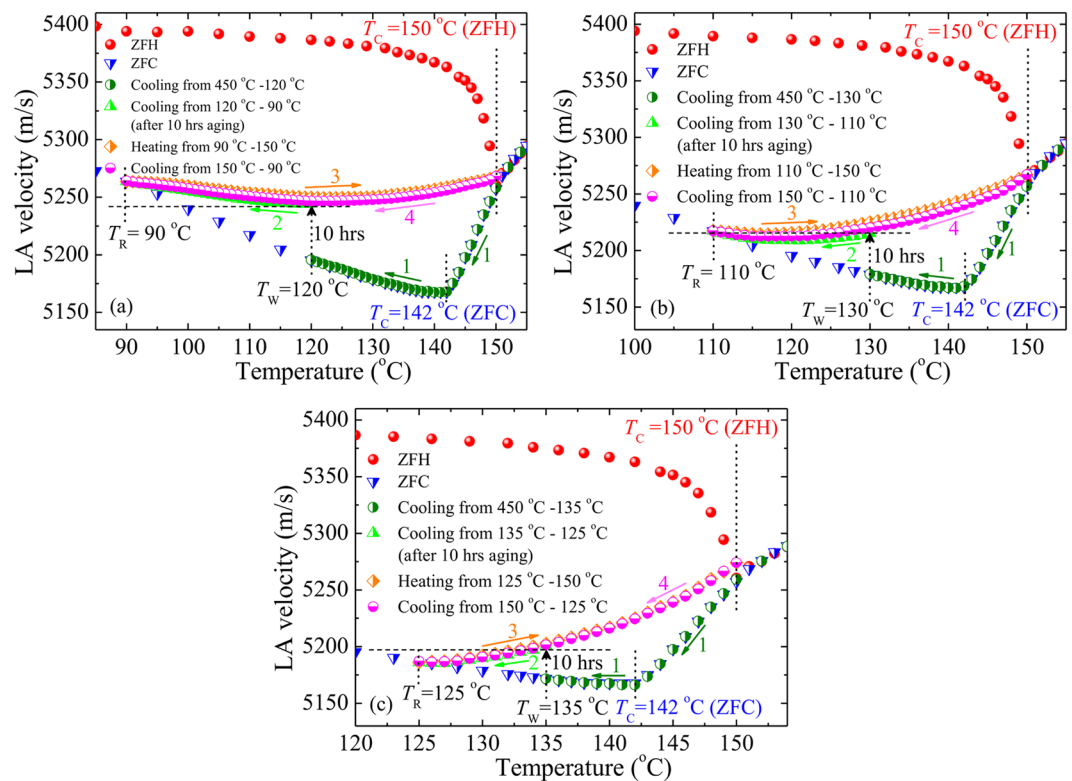 5400
5350
5300
5250
5200
5150
LA velocity (m/s)
T_C=150 °C (ZFH)
ZFH
ZFC
Cooling from 450 °C -120 °C
Cooling from 120 °C - 90 °C
(after 10 hrs aging)
Heating from 90 °C -150 °C
Cooling from 150 °C - 90 °C
3
2
4
T_R = 90 °C
10 hrs
1
1
(a)
T_W=120 °C
T_C=142 °C (ZFC)
90 100 110 120 130 140 150
Temperature (°C)
5400
5350
5300
5250
5200
5150
LA velocity (m/s)
T_C=150 °C (ZFH)
ZFH
ZFC
Cooling from 450 °C -130 °C
Cooling from 130 °C - 110 °C
(after 10 hrs aging)
Heating from 110 °C -150 °C
Cooling from 150 °C - 110 °C
3
4
2
10 hrs
T_R = 110 °C
1
1
(b)
T_W=130 °C
T_C=142 °C (ZFC)
100 110 120 130 140 150
Temperature (°C)
5400
5350
5300
5250
5200
5150
LA velocity (m/s)
T_C =150 °C (ZFH)
ZFH
ZFC
Cooling from 450 °C -135 °C
Cooling from 135 °C - 125 °C
(after 10 hrs aging)
Heating from 125 °C -150 °C
Cooling from 150 °C - 125 °C
4
3
2
10 hrs
1
1
T_R =125 °C
(c)
T_W =135 °C
T_C=142 °C (ZFC)
120 125 130 135 140 145 150
Temperature (°C)